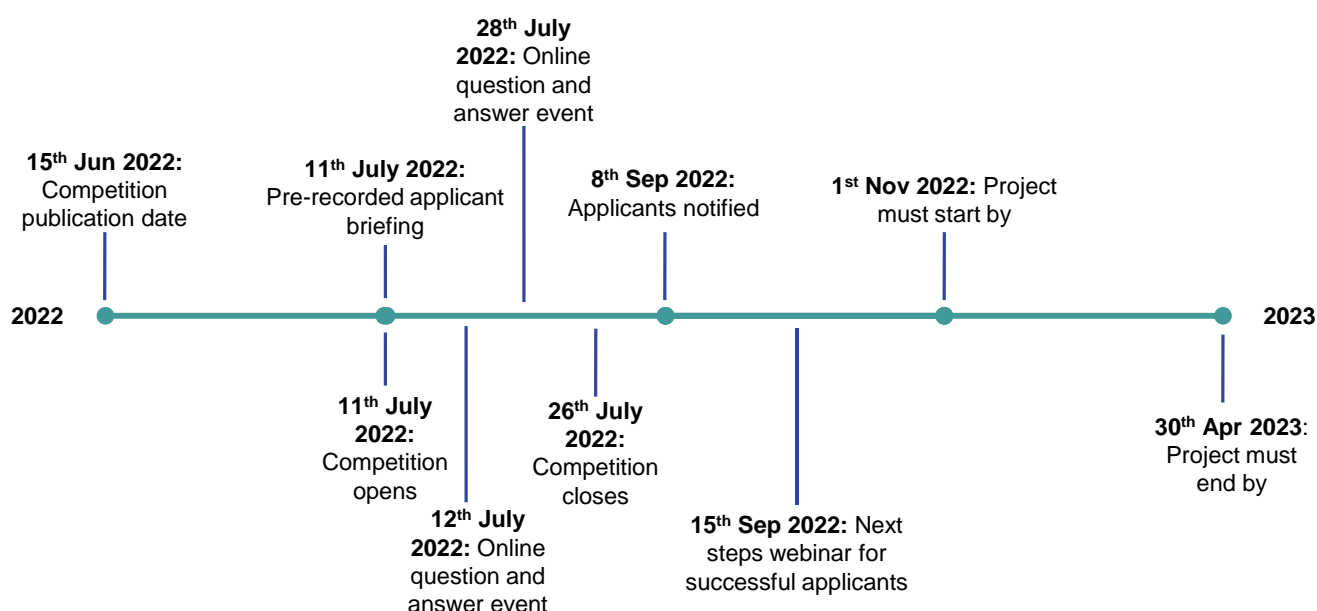 28th July
2022: Online
question and
answer event
15th Jun 2022:
Competition
publication date
11th July 2022:
Pre-recorded applicant
briefing
8th Sep 2022:
Applicants notified
1st Nov 2022: Project
must start by
2022
2023
11th July
2022:
Competition
opens
12th July
2022: Online
question and
answer event
26th July
2022:
Competition
closes
15th Sep 2022: Next
steps webinar for
successful applicants
30th Apr 2023:
Project must
end by